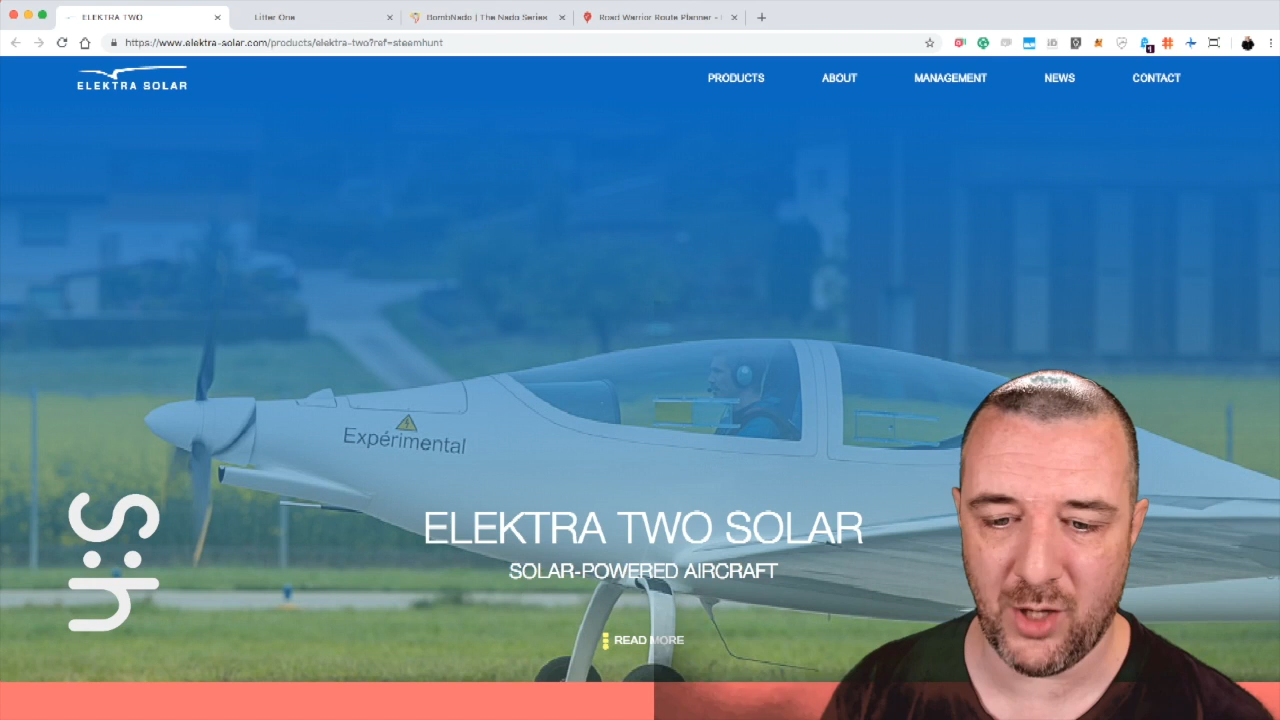 ELEKTRA TWO
Litter One
BombNado | The Nado Series
Road Warrior Route Planner -
https://www.elektra-solar.com/products/elektra-two?ref=steemhunt
ELEKTRA SOLAR
PRODUCTS
ABOUT
MANAGEMENT
NEWS
CONTACT
Expérimental
ELEKTRA TWO SOLAR
SOLAR-POWERED AIRCRAFT
READ MORE